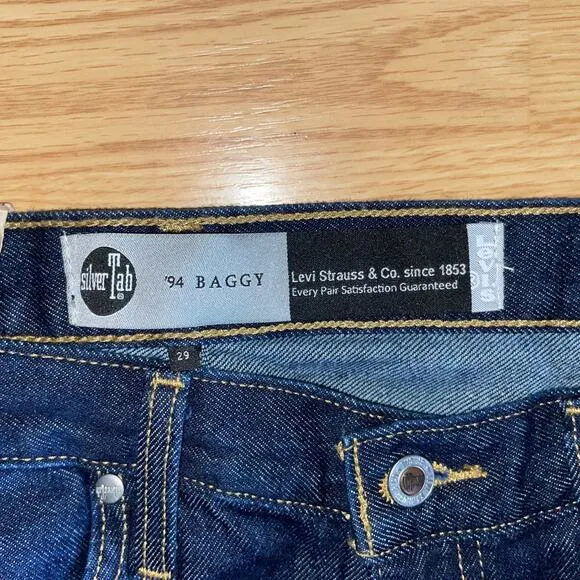 silver Tab
'94 BAGGY
Levi Strauss & Co. since 1853
Every Pair Satisfaction Guaranteed
Levi's
29